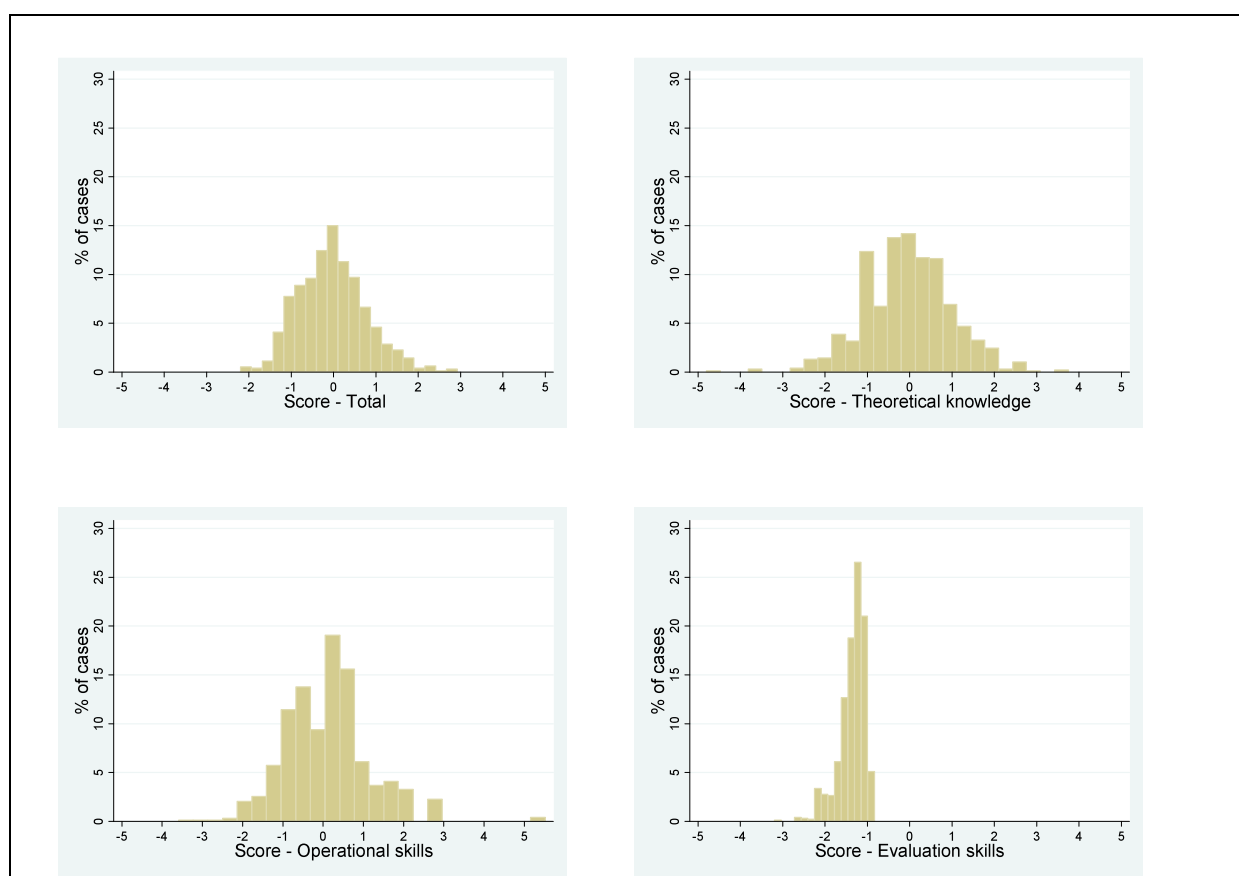 % of cases
30
25
20
15
10
5
0
-5 -4 -3 -2 -1 0 1 2 3 4 5
Score - Total
% of cases
30
25
20
15
10
5
0
-5 -4 -3 -2 -1 0 1 2 3 4 5
Score - Theoretical knowledge
% of cases
30
25
20
15
10
5
0
-5 -4 -3 -2 -1 0 1 2 3 4 5
Score - Operational skills
% of cases
30
25
20
15
10
5
0
-5 -4 -3 -2 -1 0 1 2 3 4 5
Score - Evaluation skills